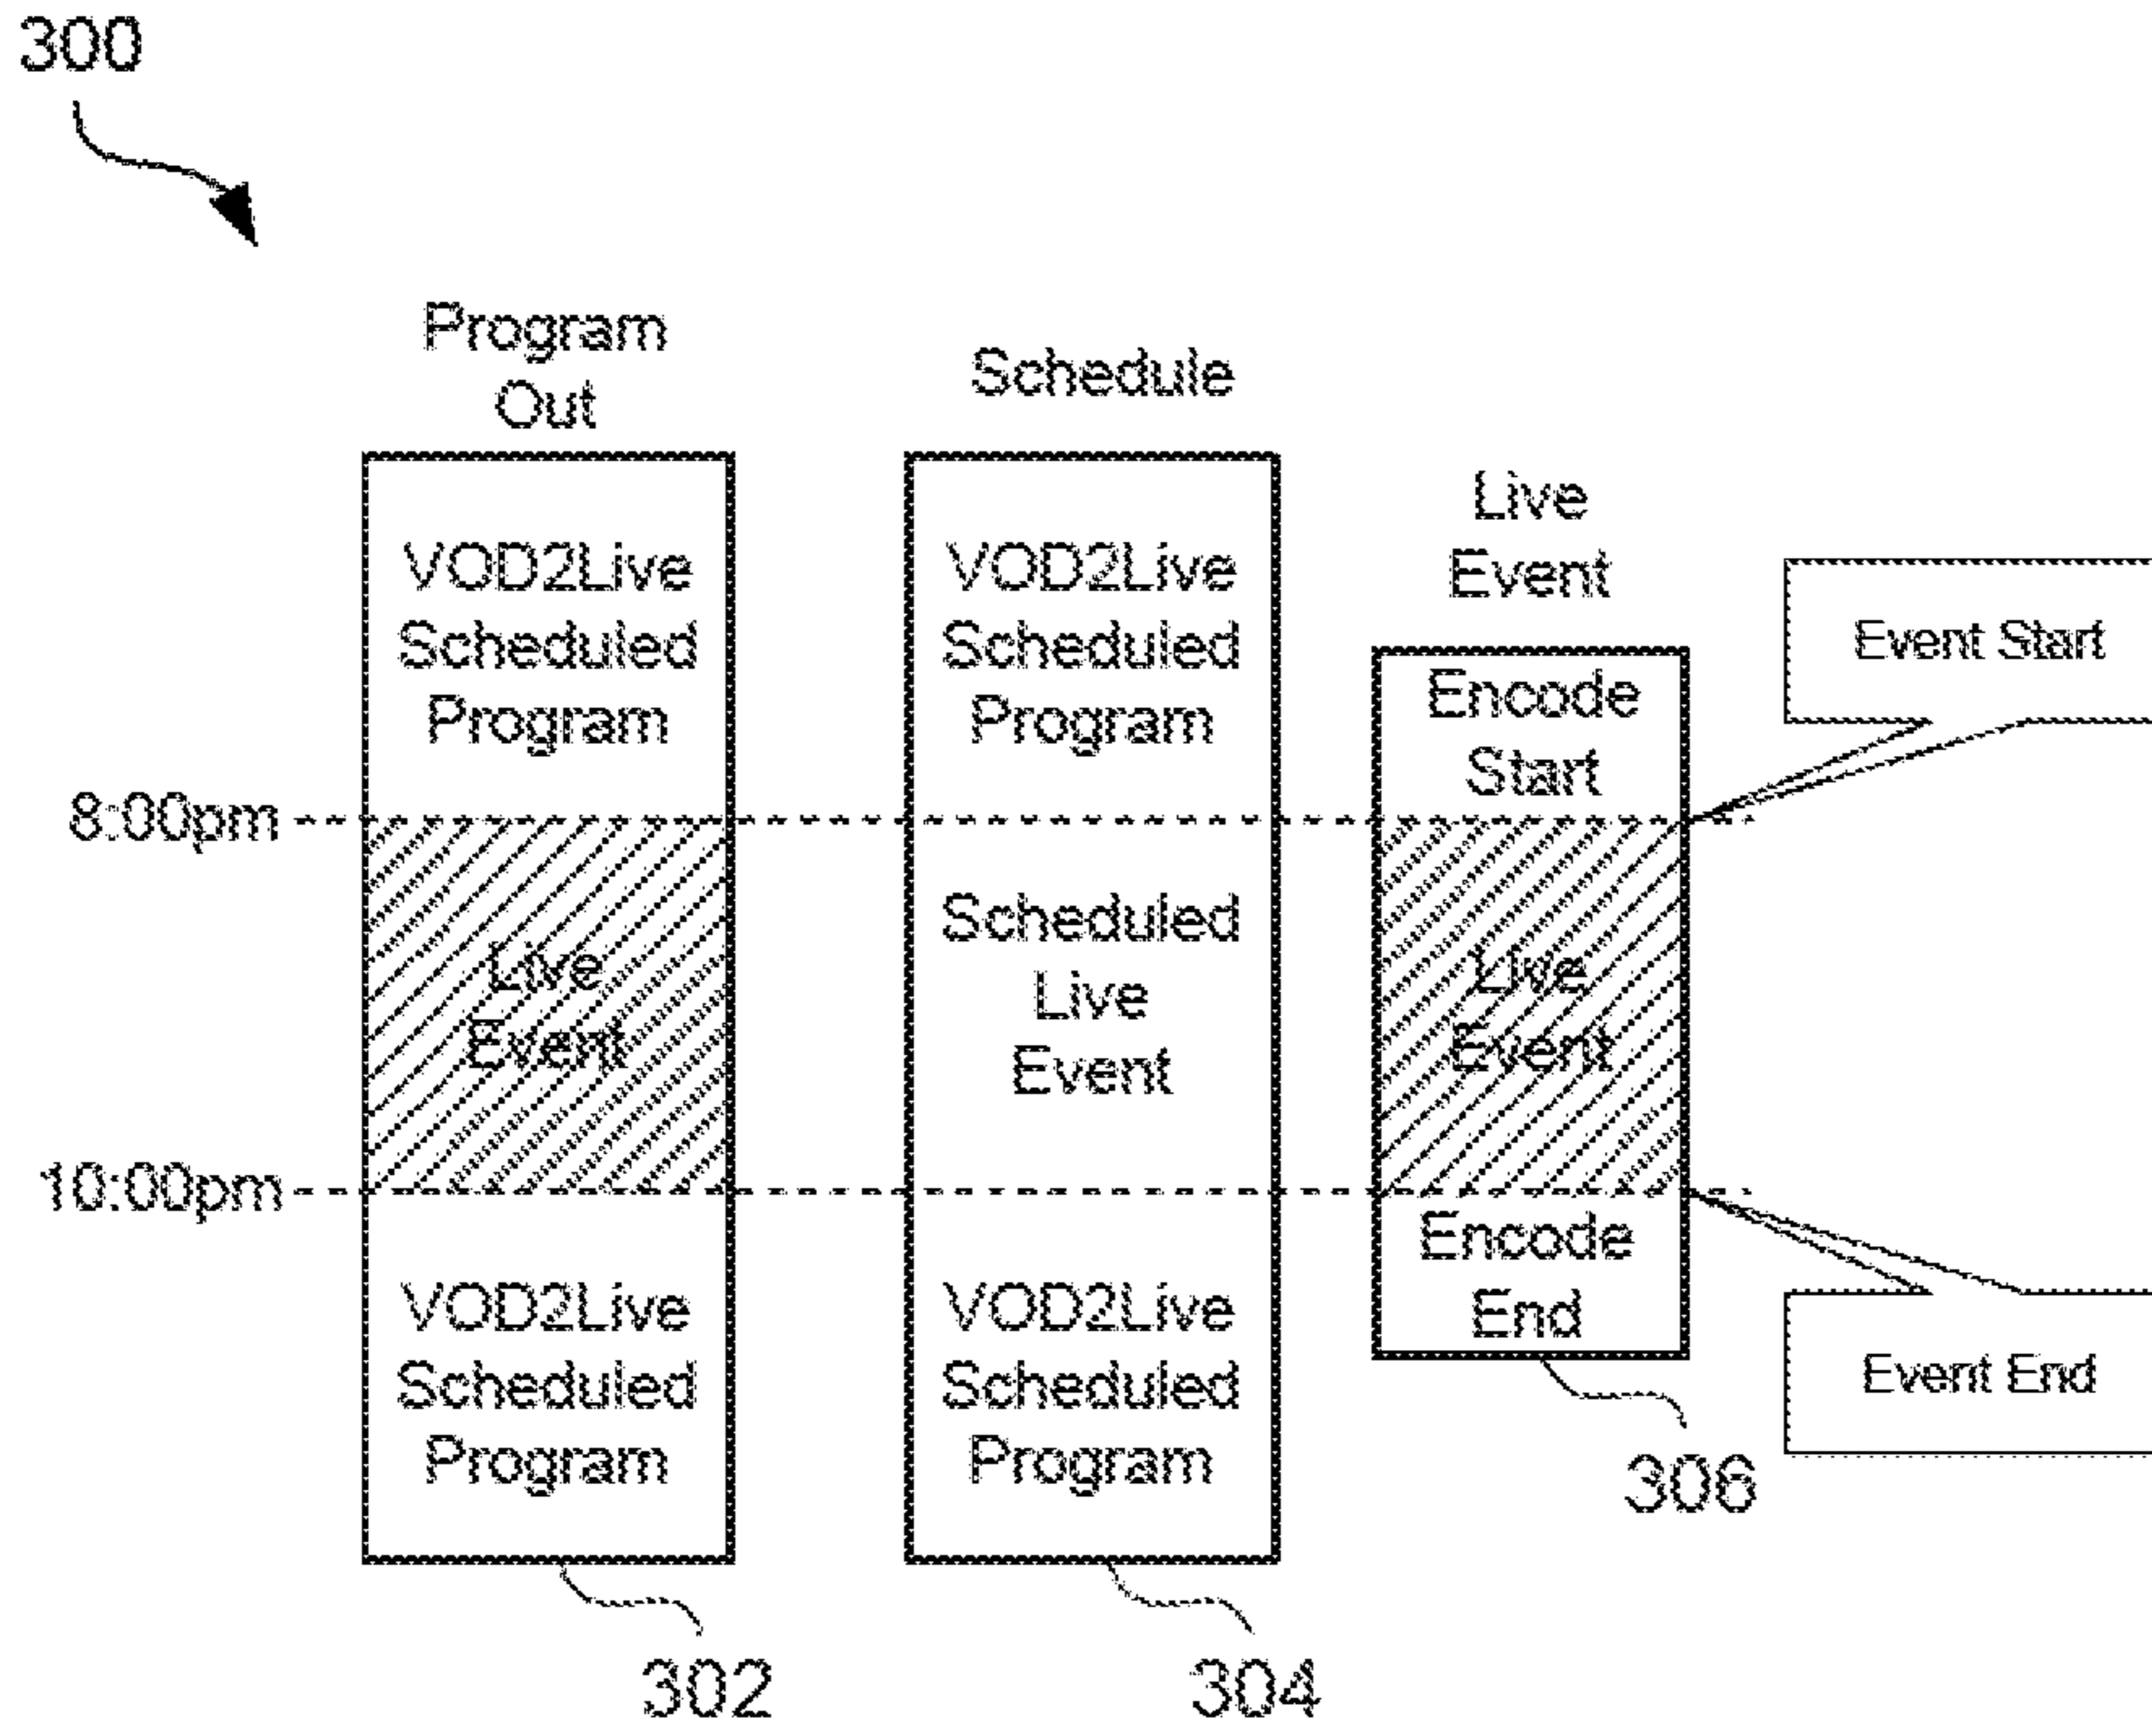 300
Program
Out
Schedule
Live
Event
VOD2Live
Scheduled
Program
VOD2Live
Scheduled
Program
Encode
Start
Event Start
8:00pm
Live
Event
Scheduled
Live
Event
Live
Event
10:00pm
VOD2Live
Scheduled
Program
VOD2Live
Scheduled
Program
Encode
End
Event End
306
302
304